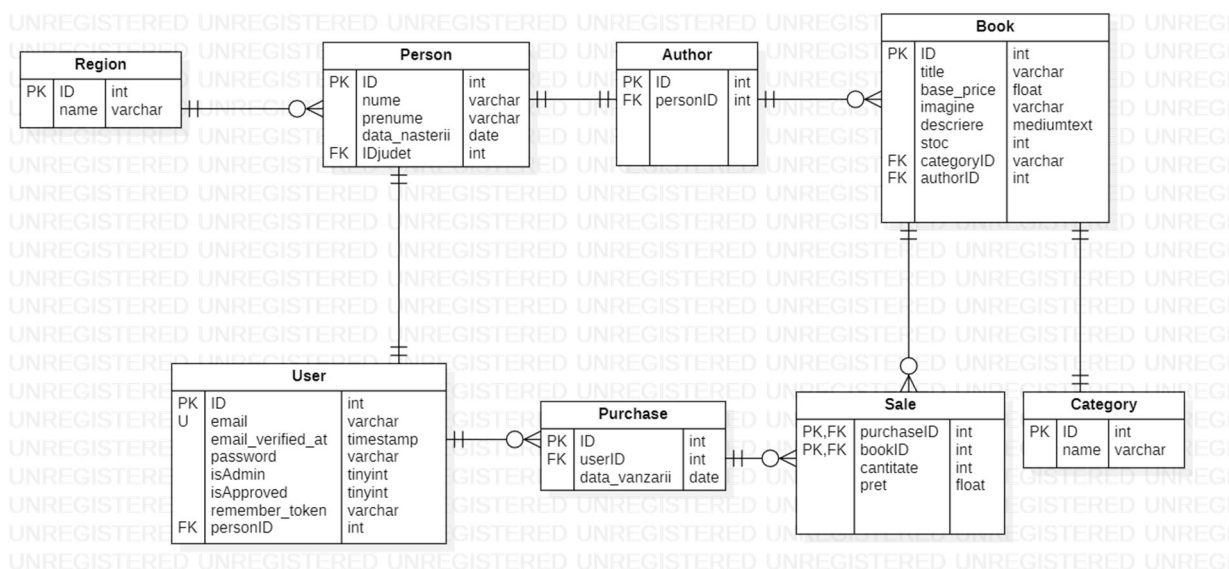 Region
PK ID int
name varchar
Person
PK ID int
nume varchar
prenume varchar
data_nasterii date
FK IDjudet int
Author
PK ID int
FK personID int
Book
PK ID int
title varchar
base_price float
imagine varchar
descriere mediumtext
stoc int
FK categoryID varchar
FK authorID int
User
PK ID int
U email varchar
email_verified_at timestamp
password varchar
isAdmin tinyint
isApproved tinyint
remember_token varchar
FK personID int
Purchase
PK ID int
FK userID int
data_vanzarii date
Sale
PK,FK purchaseID int
PK,FK bookID int
cantitate int
pret float
Category
PK ID int
name varchar
UNREGISTERED